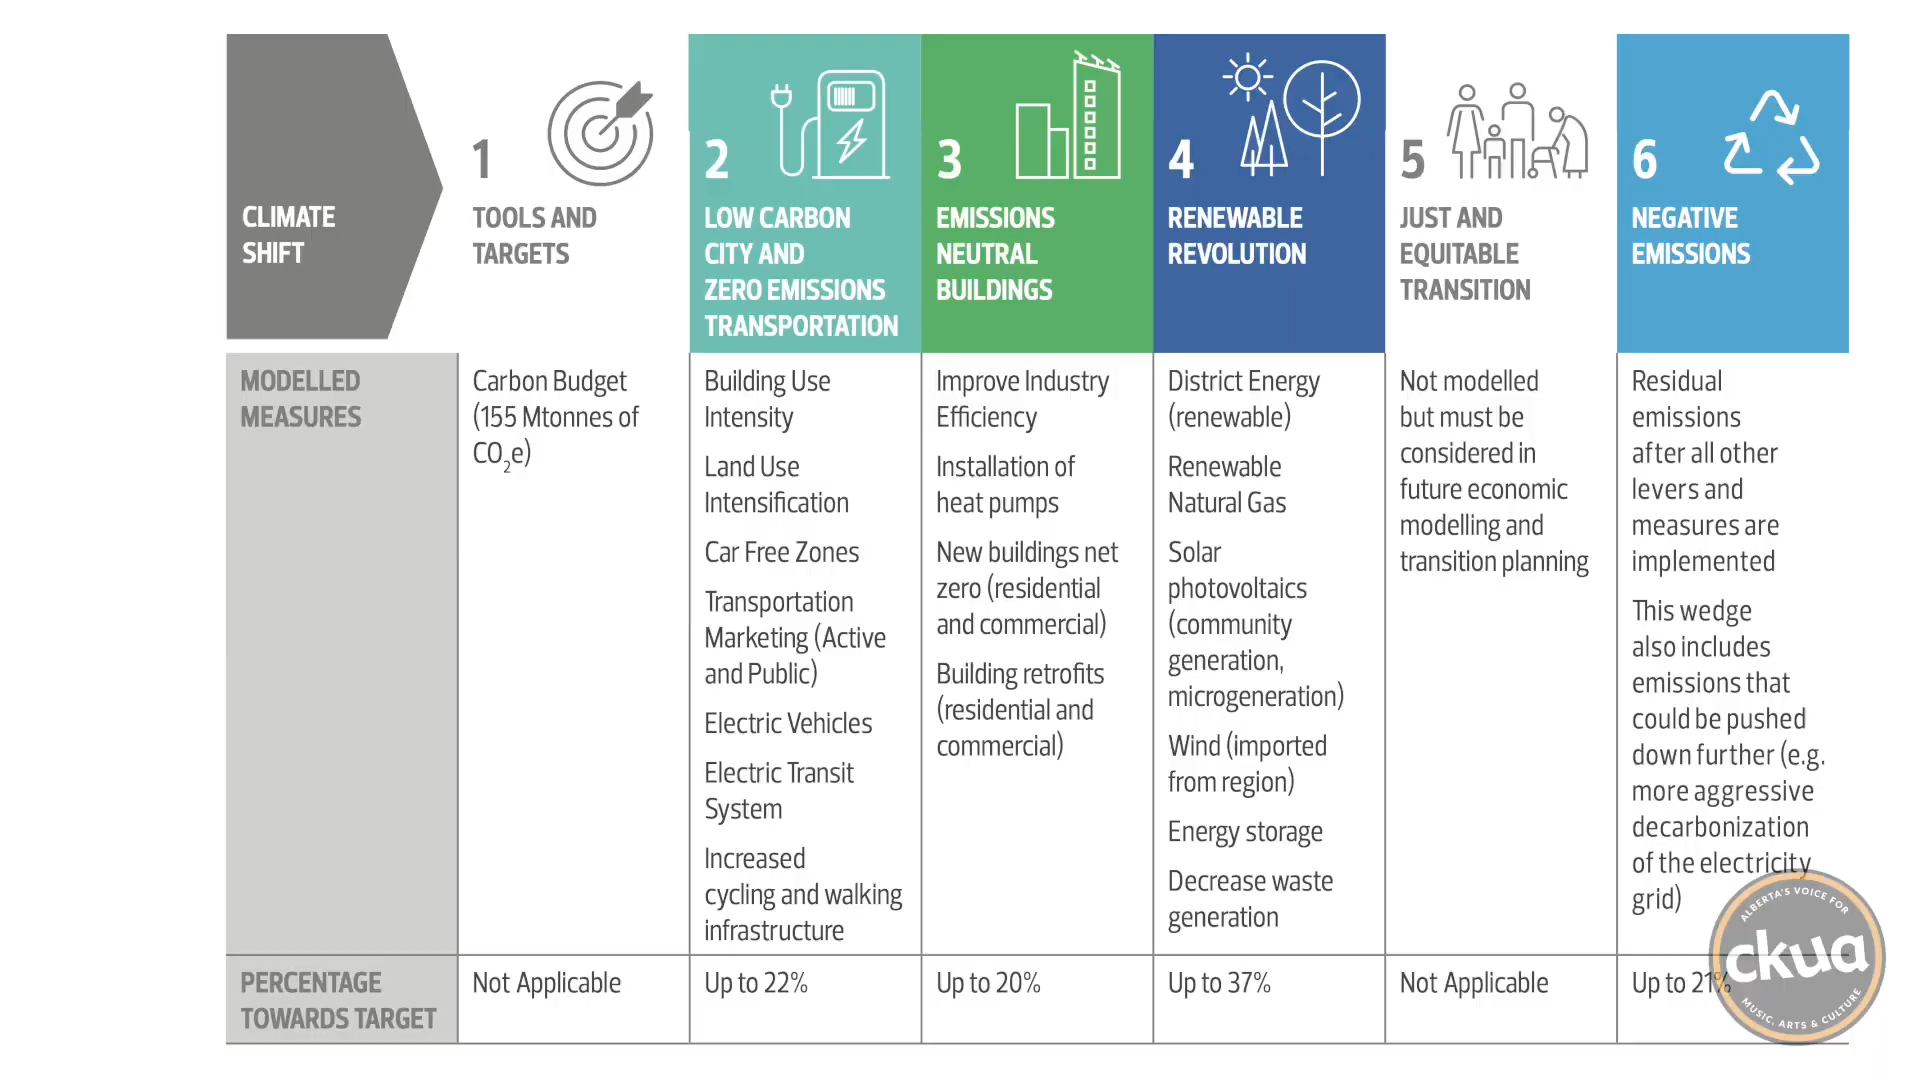 CLIMATE
SHIFT
1
TOOLS AND
TARGETS
2
LOW CARBON
CITY AND
ZERO EMISSIONS
TRANSPORTATION
3
EMISSIONS
NEUTRAL
BUILDINGS
4
RENEWABLE
REVOLUTION
5
JUST AND
EQUITABLE
TRANSITION
6
NEGATIVE
EMISSIONS
MODELLED
MEASURES
Carbon Budget
(155 Mtonnes of
CO₂e)
Building Use
Intensity
Land Use
Intensification
Car Free Zones
Transportation
Marketing (Active
and Public)
Electric Vehicles
Electric Transit
System
Increased
cycling and walking
infrastructure
Improve Industry
Efficiency
Installation of
heat pumps
New buildings net
zero (residential
and commercial)
Building retrofits
(residential and
commercial)
District Energy
(renewable)
Renewable
Natural Gas
Solar
photovoltaics
(community
generation,
microgeneration)
Wind (imported
from region)
Energy storage
Decrease waste
generation
Not modelled
but must be
considered in
future economic
modelling and
transition planning
Residual
emissions
after all other
levers and
measures are
implemented
This wedge
also includes
emissions that
could be pushed
down further (e.g.
more aggressive
decarbonization
of the electricity
grid)
PERCENTAGE
TOWARDS TARGET
Not Applicable
Up to 22%
Up to 20%
Up to 37%
Not Applicable
Up to 21%
ALBERTA'S VOICE FOR
ckua
MUSIC, ARTS & CULTURE